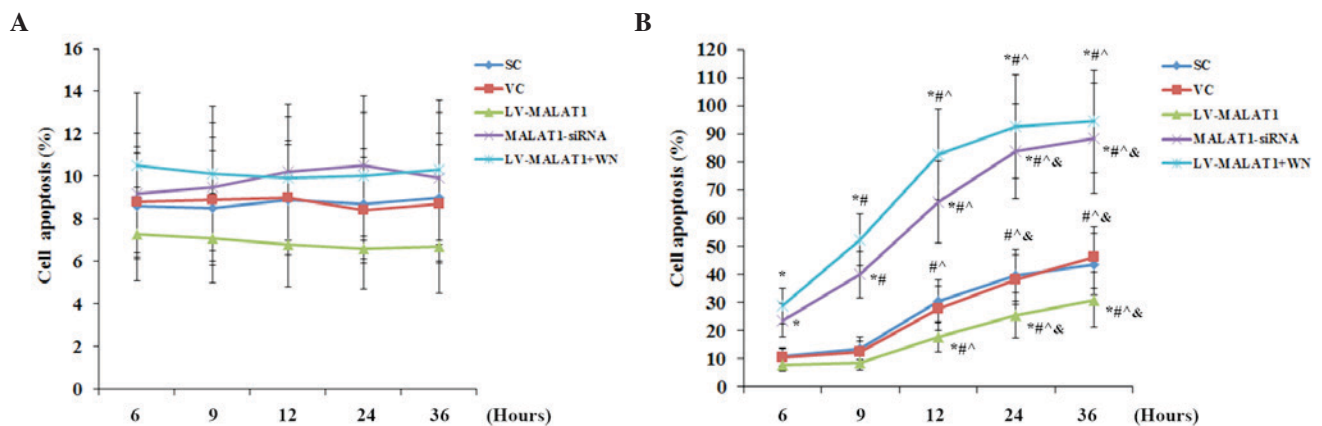 A
Cell apoptosis (%)
16
14
12
10
8
6
4
2
0
6 9 12 24 36 (Hours)
SC
VC
LV-MALAT1
MALAT1-siRNA
LV-MALAT1+WN
B
Cell apoptosis (%)
120
110
100
90
80
70
60
50
40
30
20
10
0
*#^ *#^
*#^
*#^& *#^&
*# *#^
* *#
*
#^ #^& #^&
*#^ *#^& *#^&
6 9 12 24 36 (Hours)
SC
VC
LV-MALAT1
MALAT1-siRNA
LV-MALAT1+WN